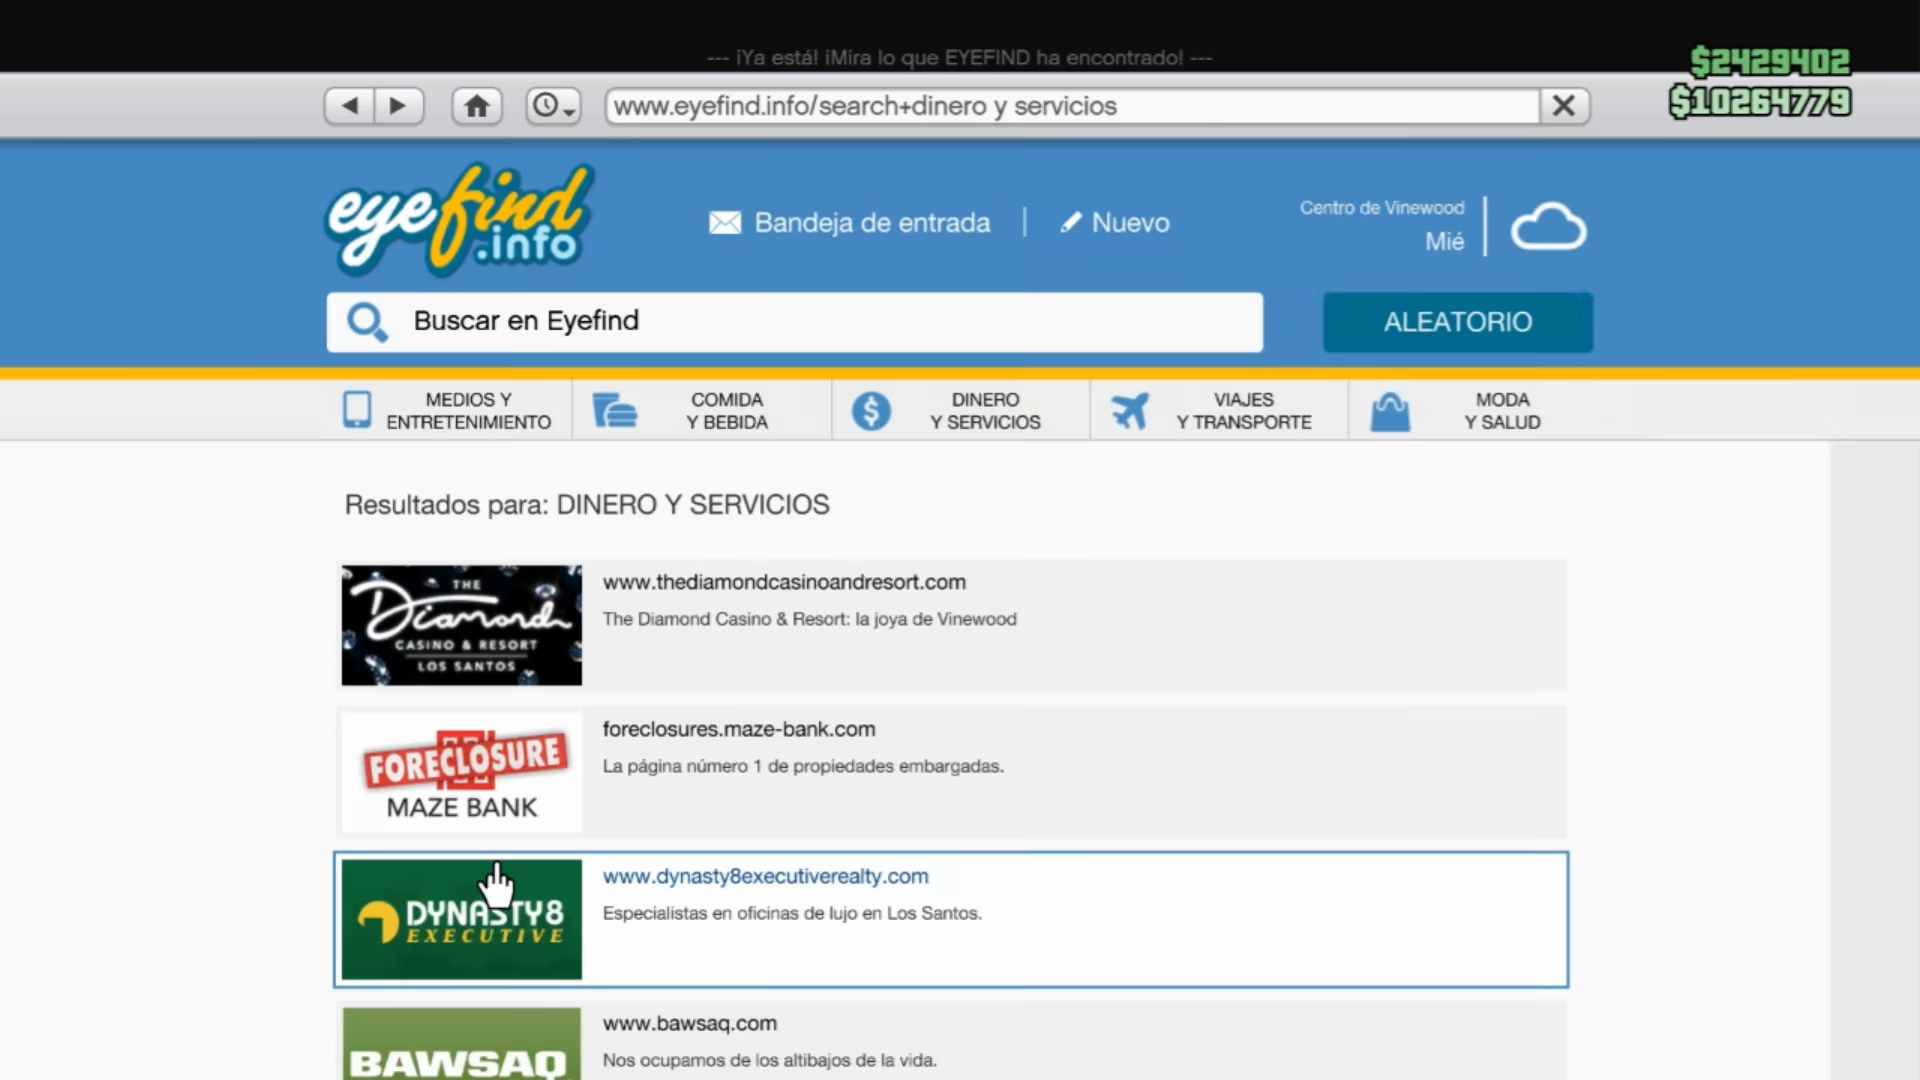 --- ¡Ya está! ¡Mira lo que EYEFIND ha encontrado! ---
$2429402
$10264779
www.eyefind.info/search+dinero y servicios
eyefind
.info
Bandeja de entrada
Nuevo
Centro de Vinewood
Mié
Buscar en Eyefind
ALEATORIO
MEDIOS Y
ENTRETENIMIENTO
COMIDA
Y BEBIDA
DINERO
Y SERVICIOS
VIAJES
Y TRANSPORTE
MODA
Y SALUD
Resultados para: DINERO Y SERVICIOS
THE
Diamond
CASINO & RESORT
LOS SANTOS
www.thediamondcasinoandresort.com
The Diamond Casino & Resort: la joya de Vinewood
FORECLOSURE
MAZE BANK
foreclosures.maze-bank.com
La página número 1 de propiedades embargadas.
DYNASTY8
EXECUTIVE
www.dynasty8executiverealty.com
Especialistas en oficinas de lujo en Los Santos.
BAWSAQ
www.bawsaq.com
Nos ocupamos de los altibajos de la vida.